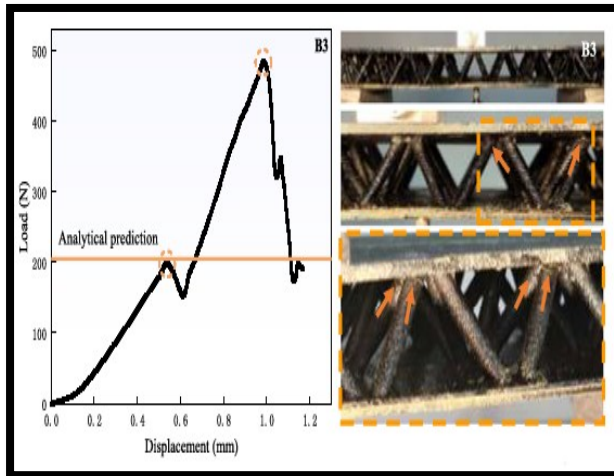 B3
500
400
300
200
100
0
Load (N)
Analytical prediction
0.0 0.2 0.4 0.6 0.8 1.0 1.2
Displacement (mm)
B3